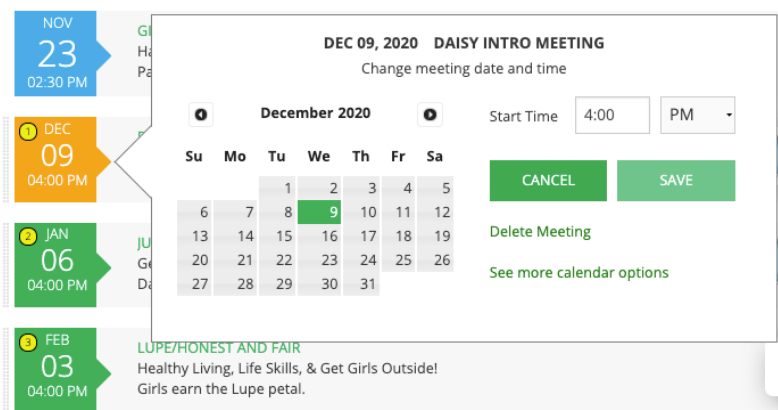 NOV
23
02:30 PM
1
DEC
09
04:00 PM
2
JAN
06
04:00 PM
3
FEB
03
04:00 PM
LUPE/HONEST AND FAIR
Healthy Living, Life Skills, & Get Girls Outside!
Girls earn the Lupe petal.
DEC 09, 2020 DAISY INTRO MEETING
Change meeting date and time
December 2020
Su Mo Tu We Th Fr Sa
1 2 3 4 5
6 7 8 9 10 11 12
13 14 15 16 17 18 19
20 21 22 23 24 25 26
27 28 29 30 31
Start Time 4:00 PM
CANCEL SAVE
Delete Meeting
See more calendar options